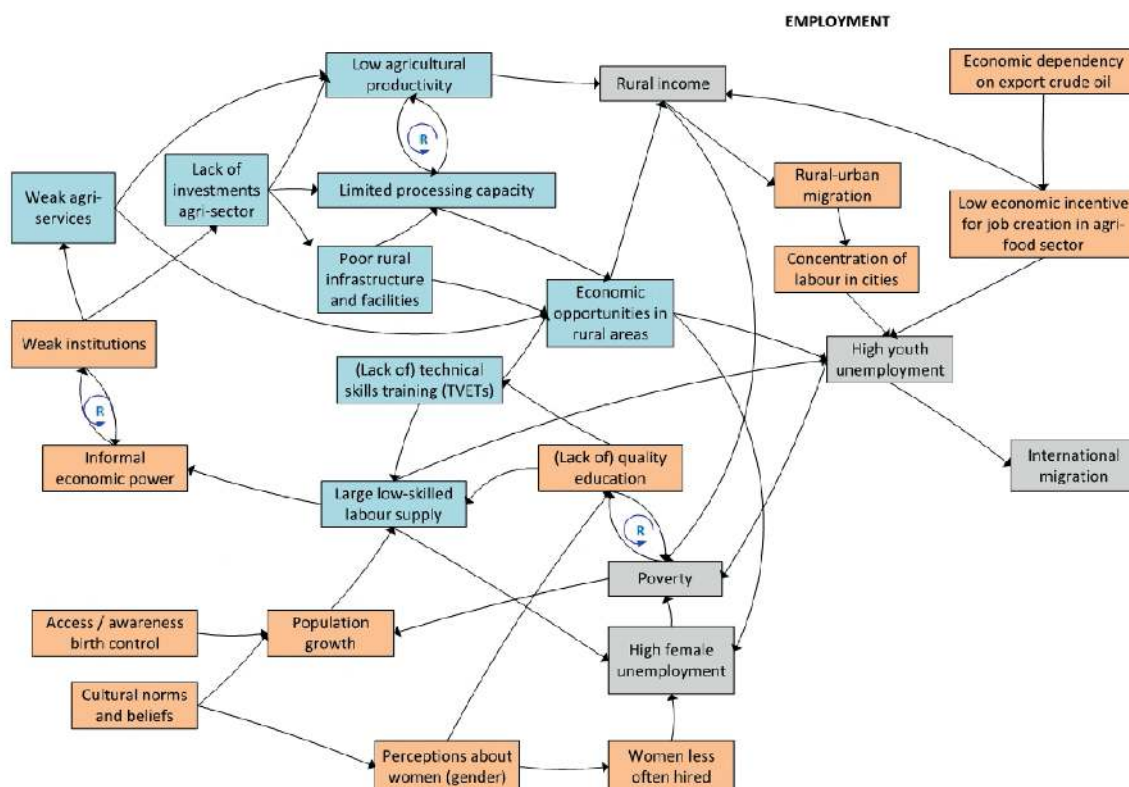 EMPLOYMENT
Low agricultural
productivity
Rural income
Economic dependency
on export crude oil
R
Weak agri-
services
Lack of
investments
agri-sector
Limited processing capacity
Rural-urban
migration
Low economic incentive
for job creation in agri-
food sector
Poor rural
infrastructure
and facilities
Economic
opportunities in
rural areas
Concentration of
labour in cities
Weak institutions
High youth
unemployment
(Lack of) technical
skills training (TVETs)
R
Informal
economic power
(Lack of) quality
education
International
migration
Large low-skilled
labour supply
R
Poverty
Access / awareness
birth control
Population
growth
High female
unemployment
Cultural norms
and beliefs
Perceptions about
women (gender)
Women less
often hired